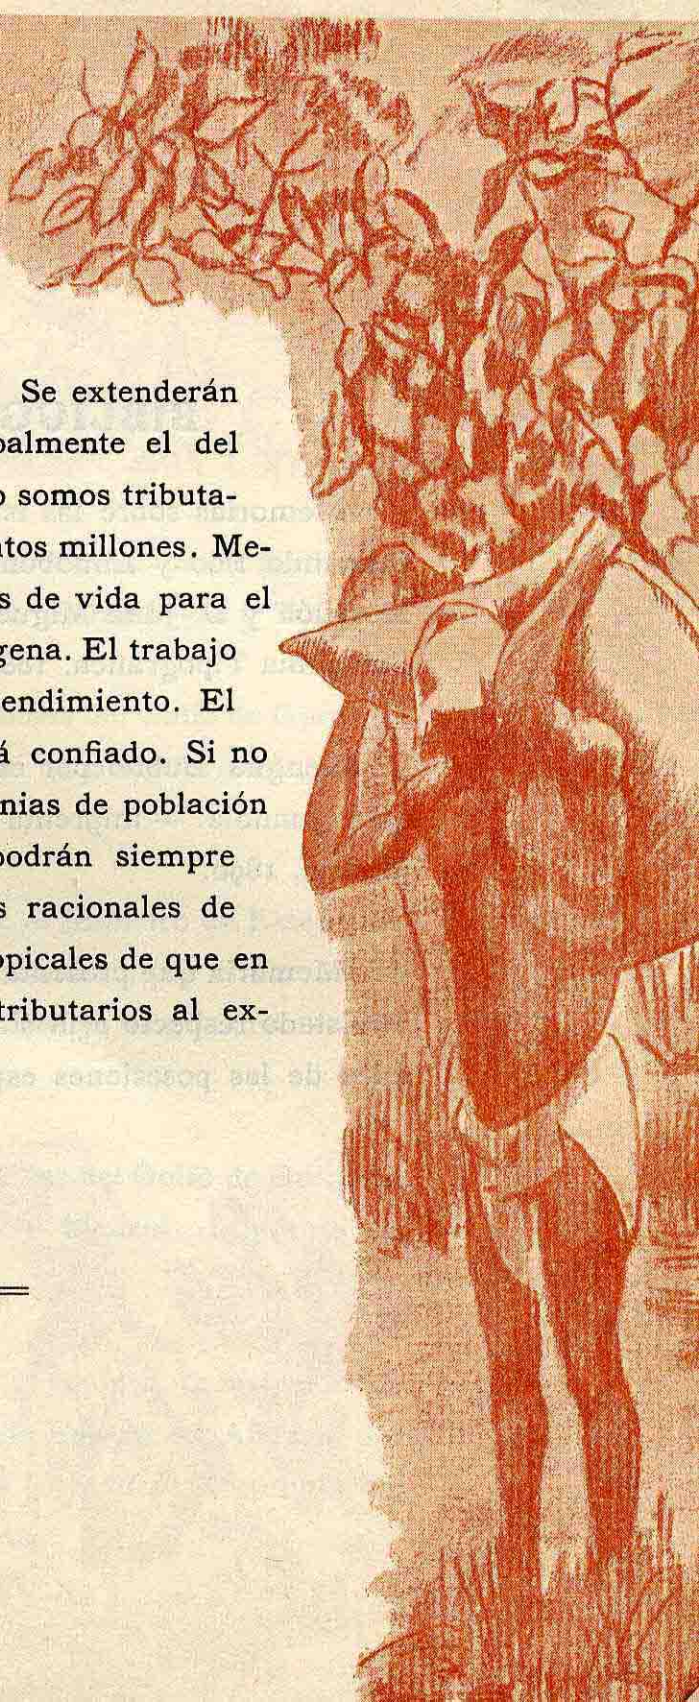 Se extenderán
palmente el del
o somos tributa-
ntos millones. Me-
s de vida para el
gena. El trabajo
endimiento. El
á confiado. Si no
nias de población
podrán siempre
s racionales de
opicales de que en
tributarios al ex-